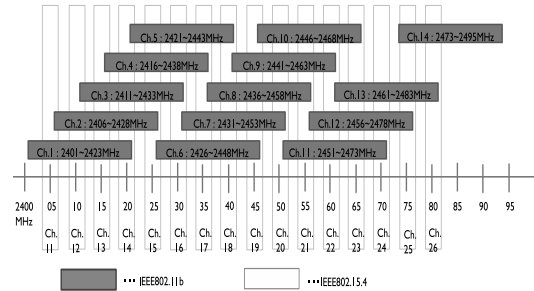 Ch.5 : 2421~2443MHz
Ch.10 : 2446~2468MHz
Ch.14 : 2473~2495MHz
Ch.4 : 2416~2438MHz
Ch.9 : 2441~2463MHz
Ch.3 : 2411~2433MHz
Ch.8 : 2436~2458MHz
Ch.13 : 2461~2483MHz
Ch.2 : 2406~2428MHz
Ch.7 : 2431~2453MHz
Ch.12 : 2456~2478MHz
Ch.1 : 2401~2423MHz
Ch.6 : 2426~2448MHz
Ch.11 : 2451~2473MHz
2400 05 10 15 20 25 30 35 40 45 50 55 60 65 70 75 80 85 90 95
MHz
Ch. Ch. Ch. Ch. Ch. Ch. Ch. Ch. Ch. Ch. Ch. Ch. Ch. Ch. Ch. Ch.
11 12 13 14 15 16 17 18 19 20 21 22 23 24 25 26
···IEEE802.11b
···IEEE802.15.4